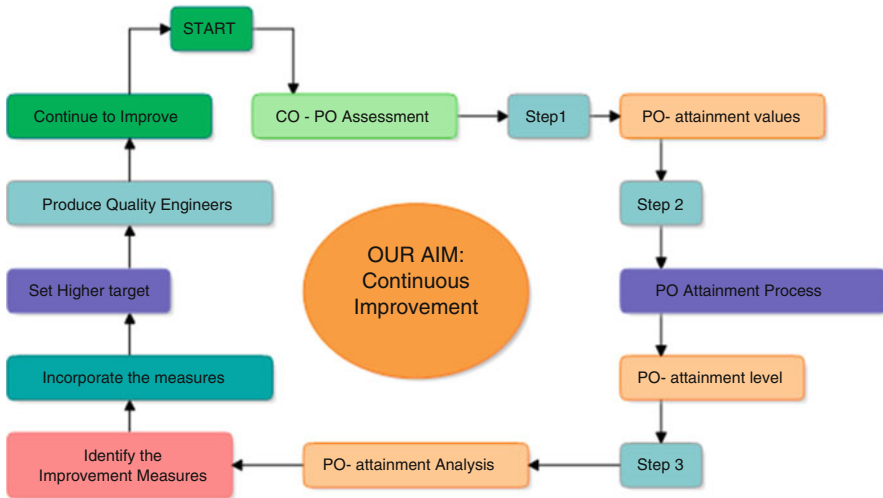 START
CO - PO Assessment
Step1
PO- attainment values
Step 2
PO Attainment Process
PO- attainment level
Step 3
PO- attainment Analysis
Identify the
Improvement Measures
Incorporate the measures
Set Higher target
Produce Quality Engineers
Continue to Improve
OUR AIM:
Continuous
Improvement